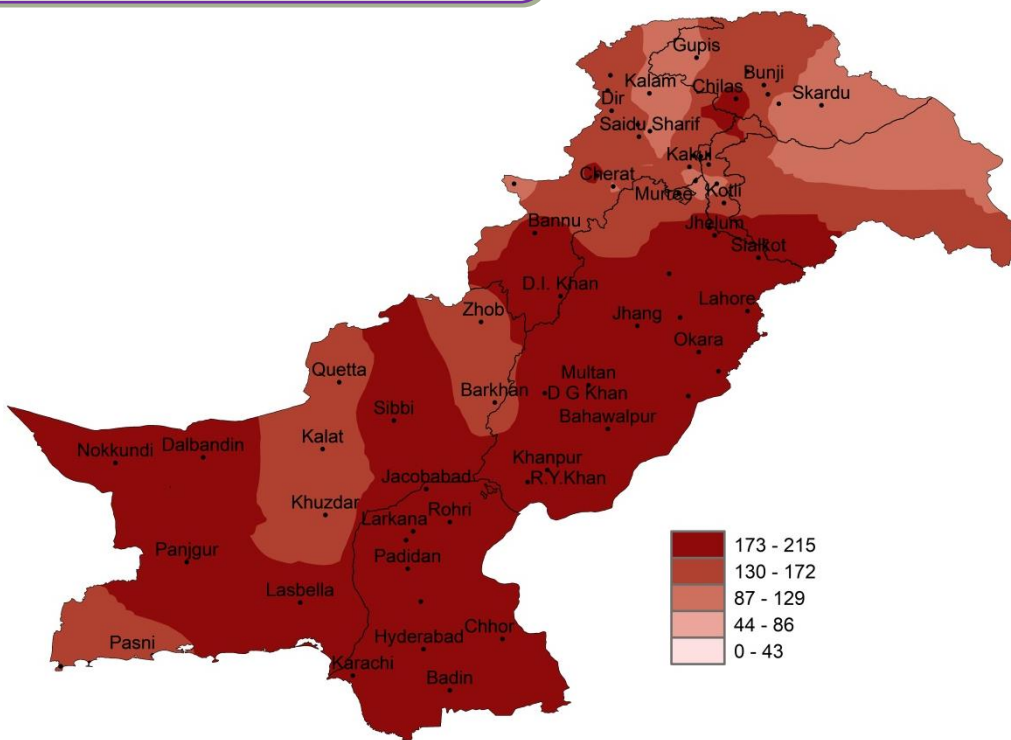 Gupis
Bunji
Kalam
Chilas
Skardu
Dir
Saidu Sharif
Kakul
Cherat
Murree
Kotli
Bannu
Jhelum
Sialkot
D.I. Khan
Lahore
Zhob
Jhang
Okara
Quetta
Multan
Barkhan
D G Khan
Sibbi
Bahawalpur
Kalat
Dalbandin
Nokkundi
Khanpur
Jacobabad
R.Y.Khan
Khuzdar
Rohri
Larkana
Panjgur
Padidan
Lasbella
Chhor
Hyderabad
Pasni
Karachi
Badin
173 - 215
130 - 172
87 - 129
44 - 86
0 - 43